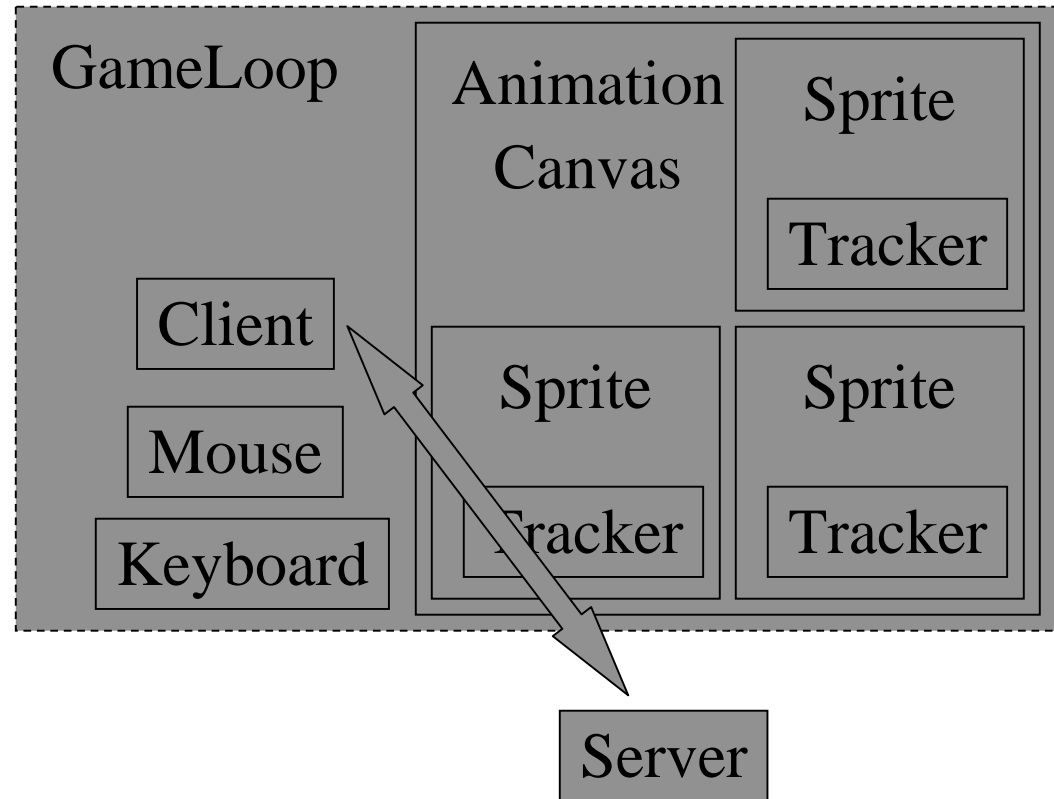 GameLoop
Animation
Canvas
Sprite
Tracker
Client
Mouse
Keyboard
Sprite
Tracker
Sprite
Tracker
Server